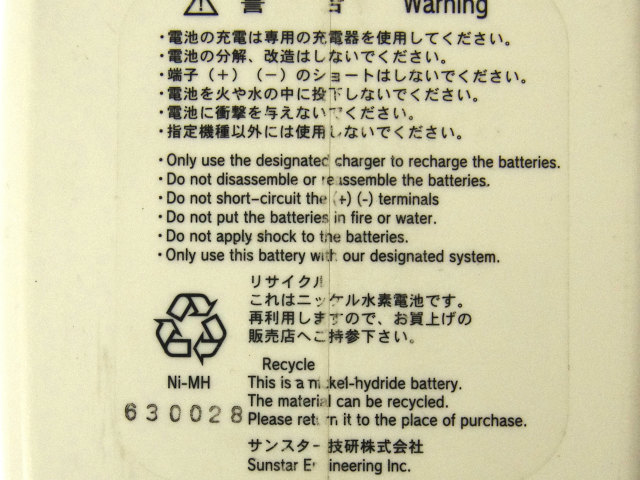 警 告 Warning
・電池の充電は専用の充電器を使用してください。
・電池の分解、改造はしないでください。
・端子（＋）（－）のショートはしないでください。
・電池を火や水の中に投下しないでください。
・電池に衝撃を与えないでください。
・指定機種以外には使用しないでください。
・Only use the designated charger to recharge the batteries.
・Do not disassemble or reassemble the batteries.
・Do not short-circuit the (+) (-) terminals
・Do not put the batteries in fire or water.
・Do not apply shock to the batteries.
・Only use this battery with our designated system.
リサイクル
これはニッケル水素電池です。
再利用しますので、お買上げの
販売店へご持参下さい。
Recycle
Ni-MH This is a nickel-hydride battery.
The material can be recycled.
630028 Please return it to the place of purchase.
サンスター技研株式会社
Sunstar Engineering Inc.